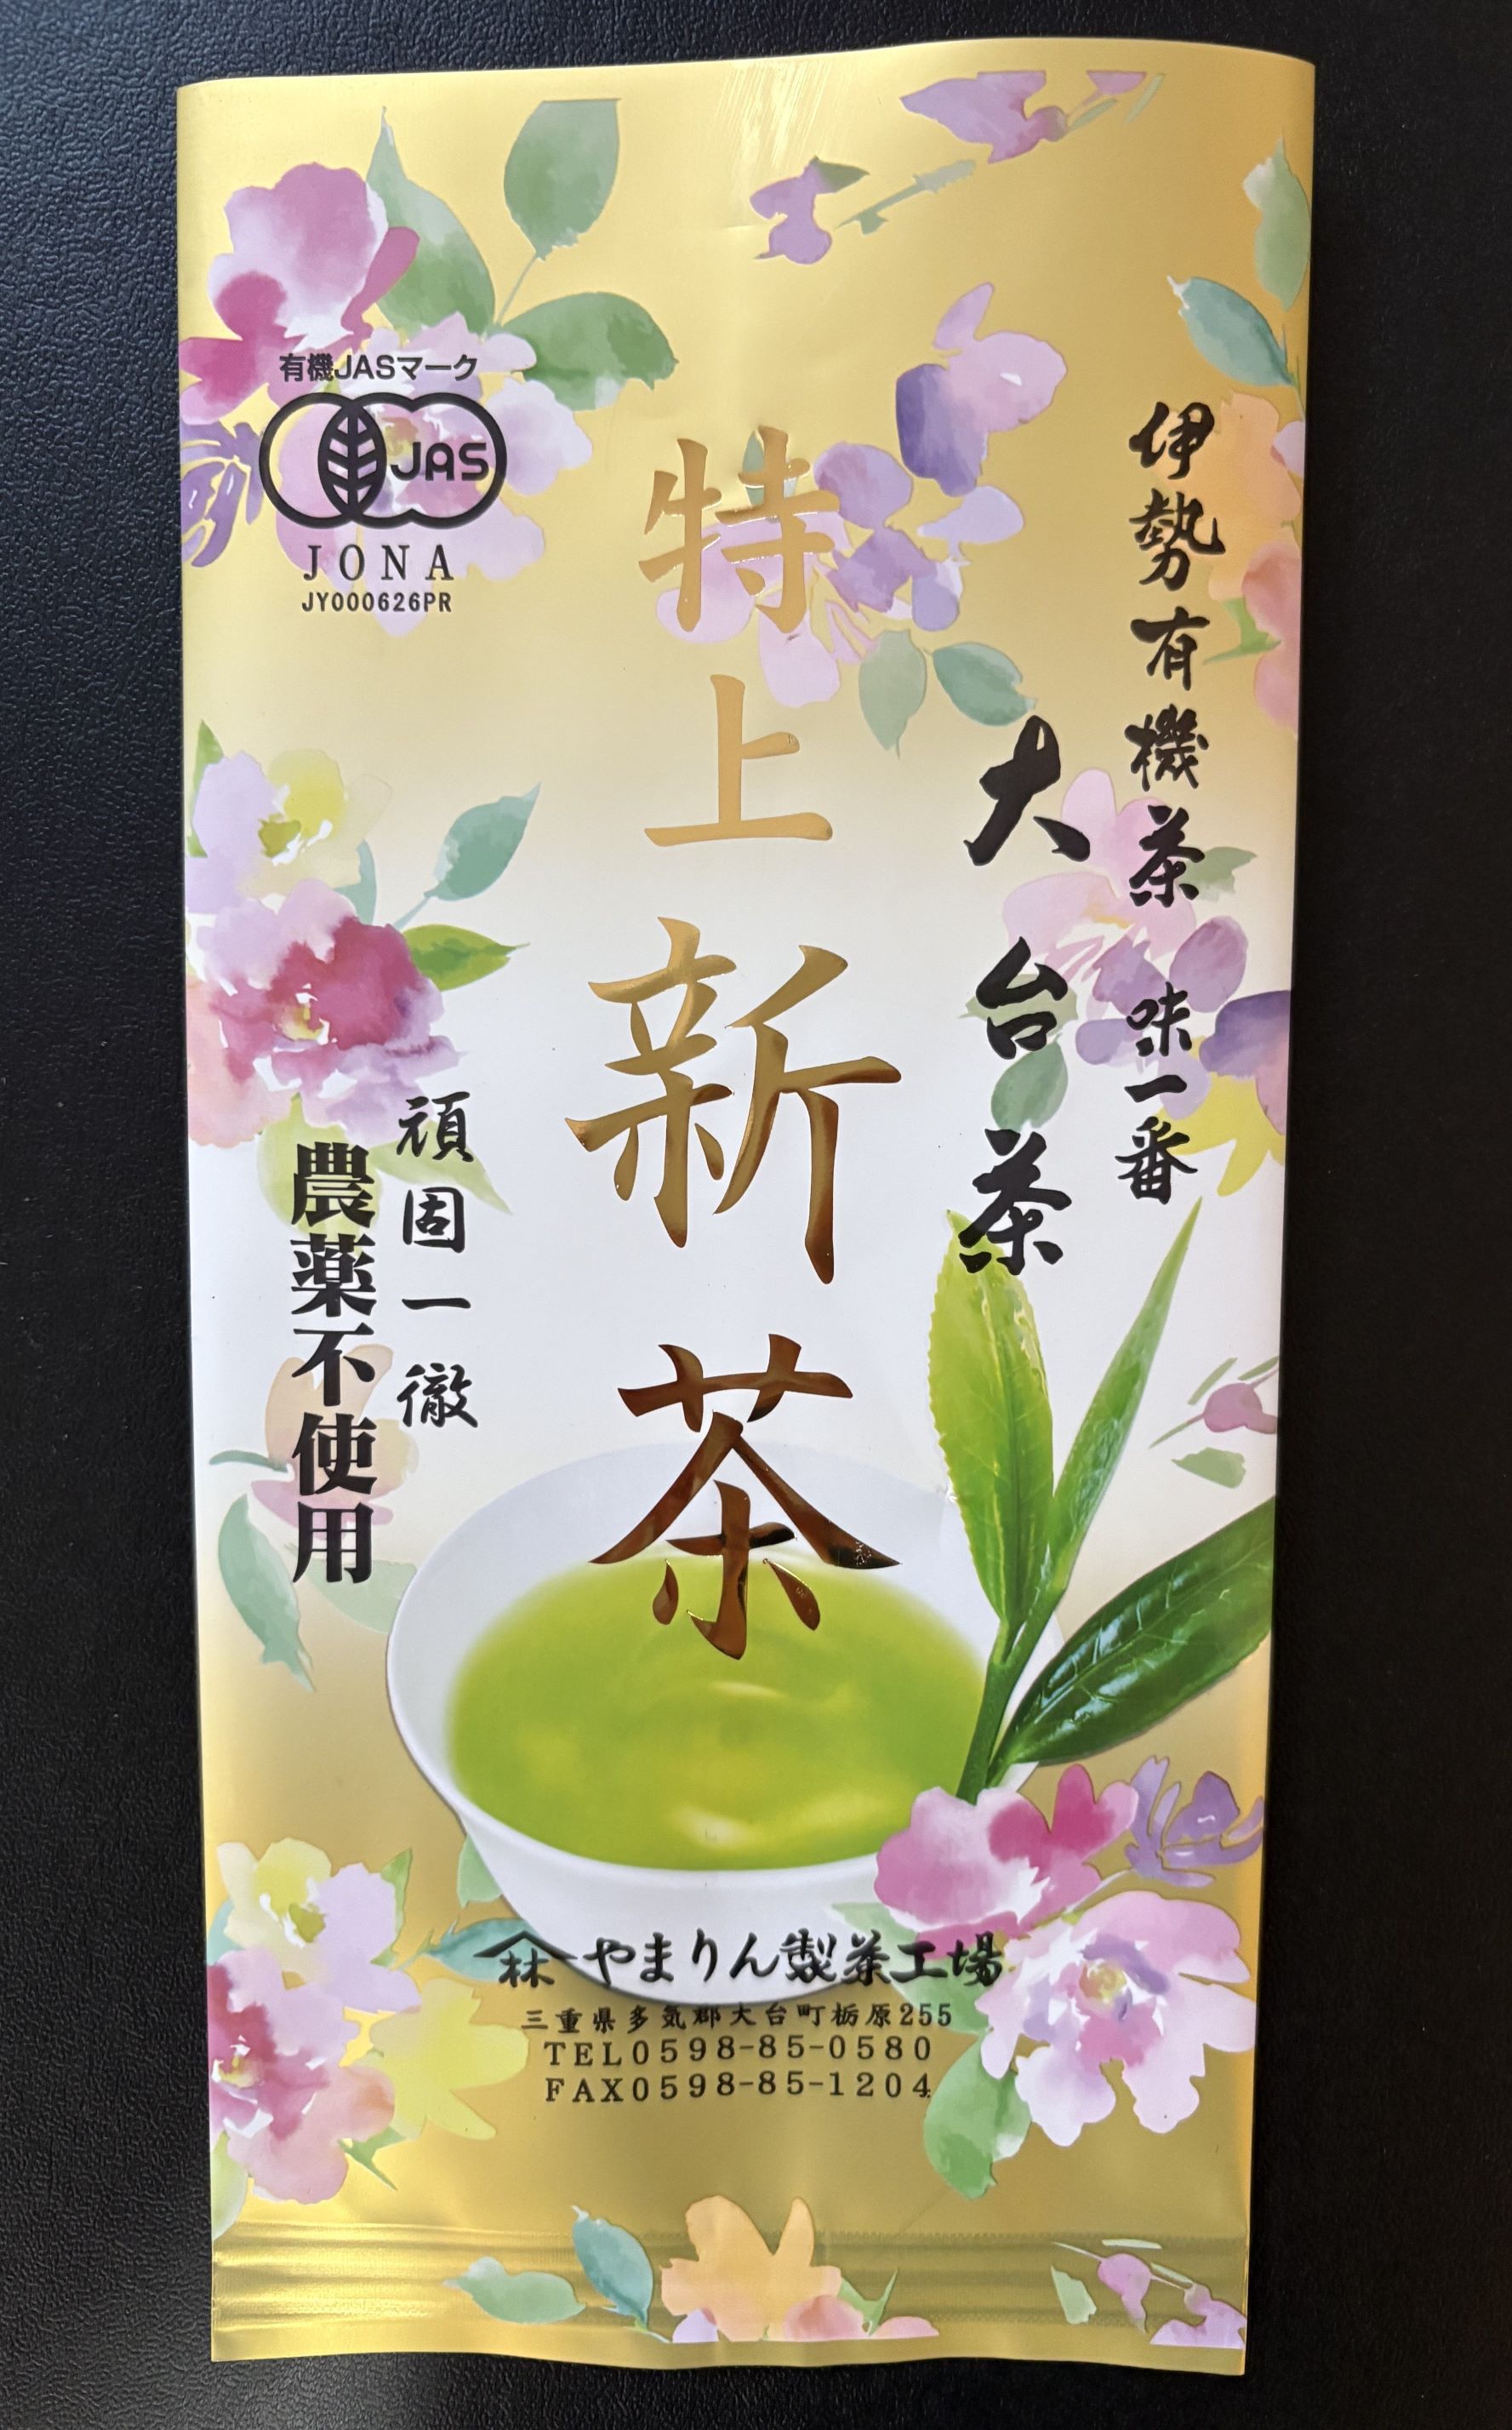 伊勢有機茶 味一番
大台茶
特上新茶
頑固一徹
農薬不使用
有機JASマーク
JAS
JONA
JY000626PR
林 やまりん製茶工場
三重県多気郡大台町栃原255
TEL0598-85-0580
FAX0598-85-1204